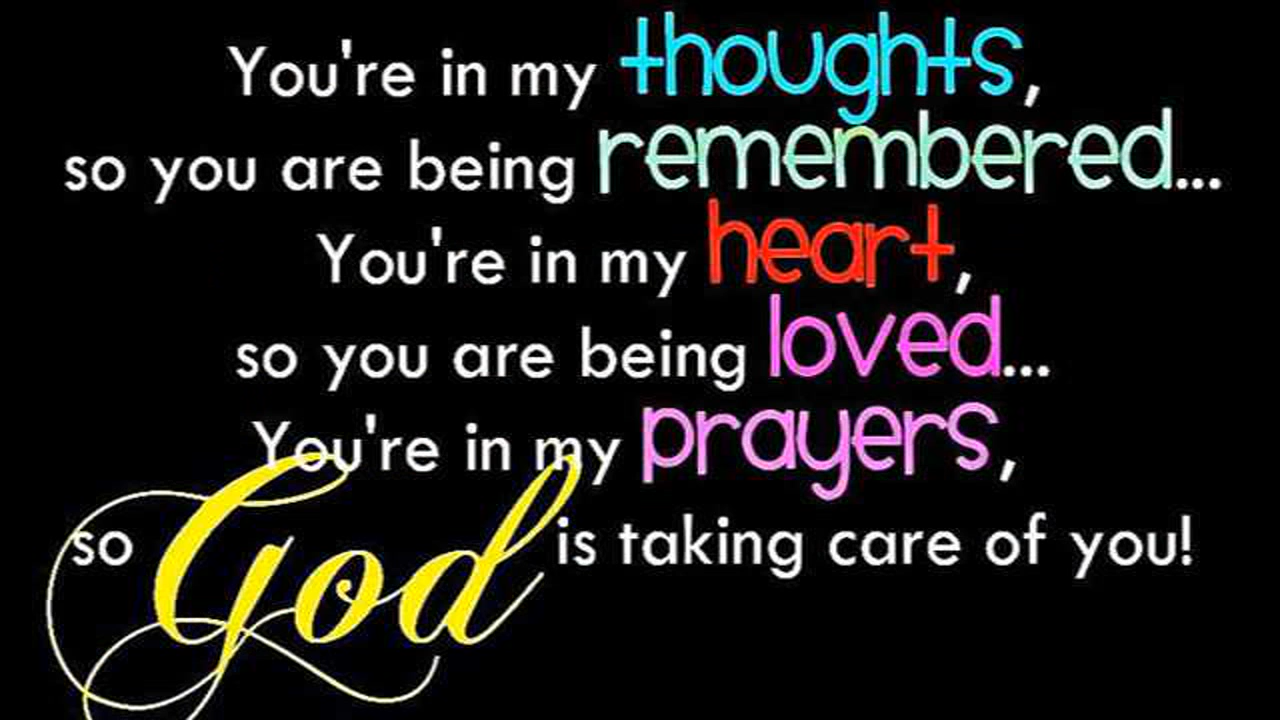 You're in my thoughts,
so you are being remembered...
You're in my heart,
so you are being loved...
You're in my prayers,
so God is taking care of you!